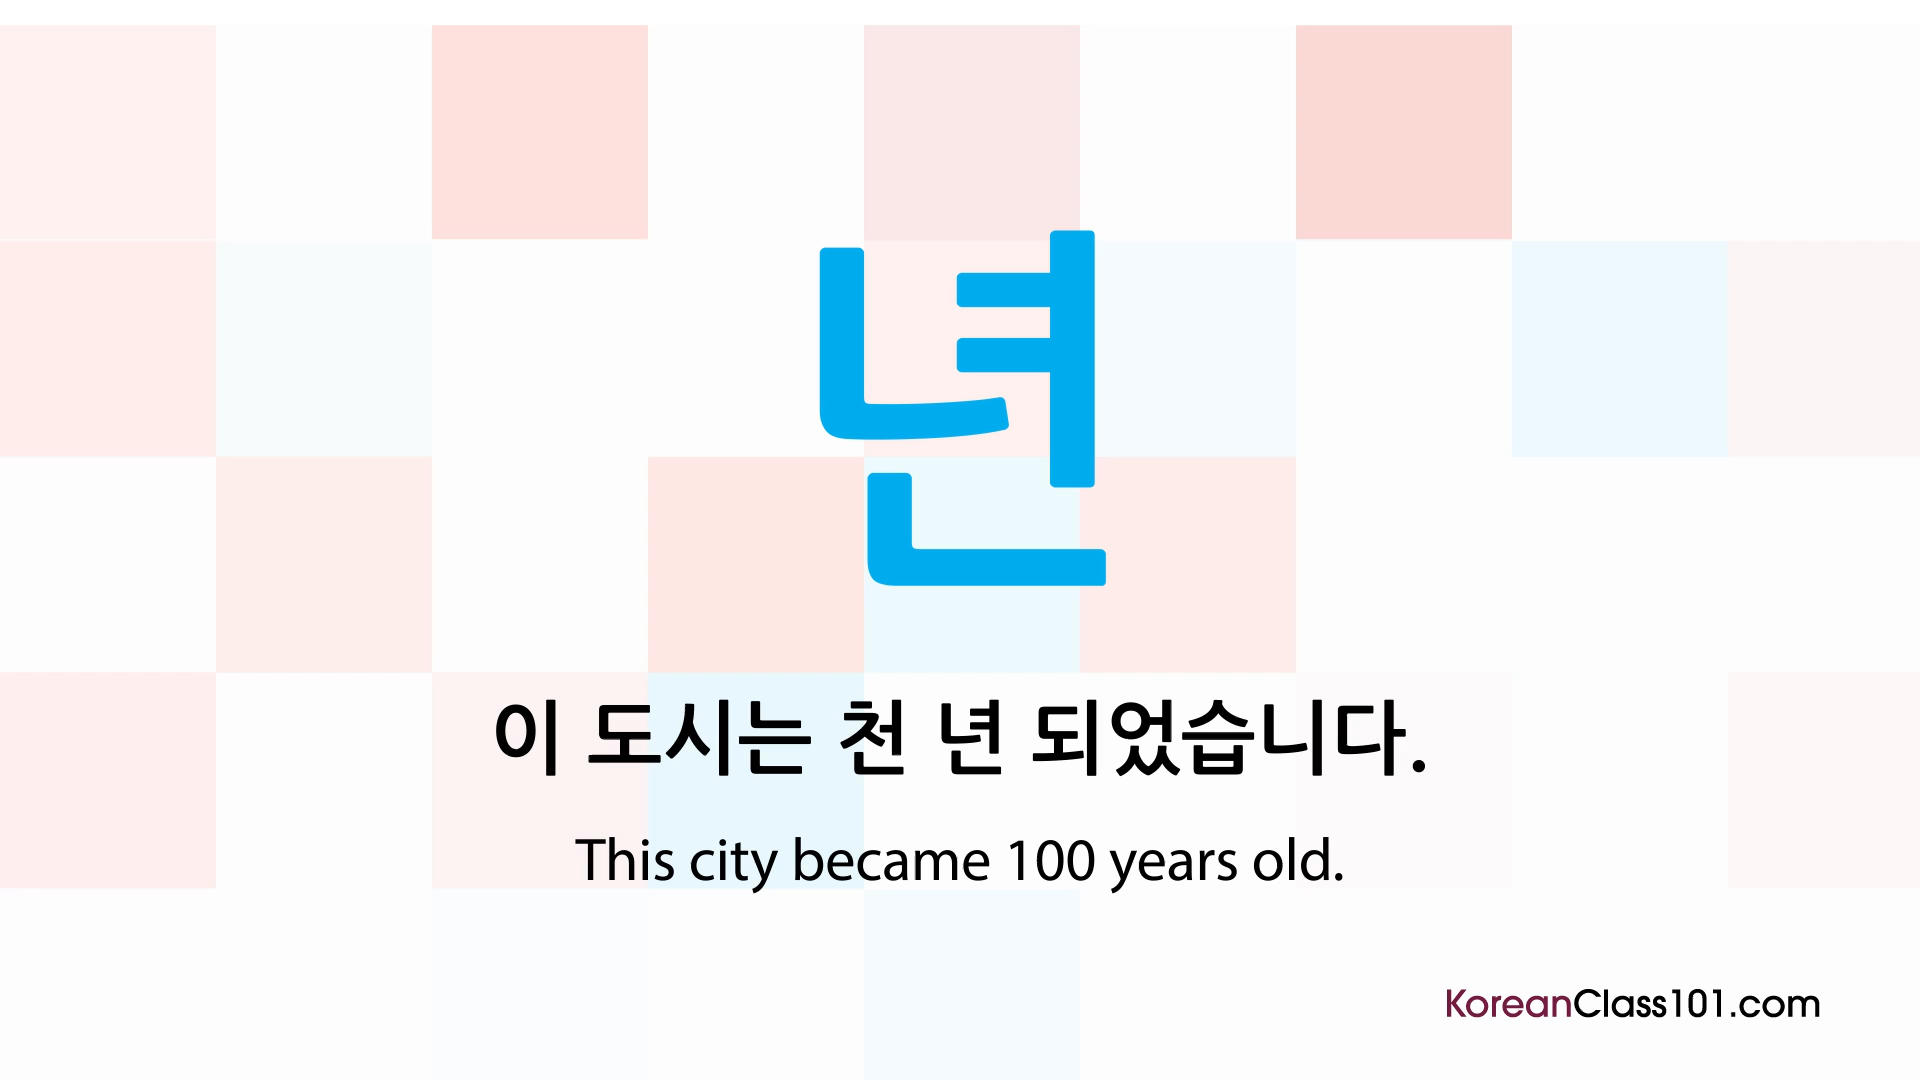 년
이 도시는 천 년 되었습니다.
This city became 100 years old.
KoreanClass101.com